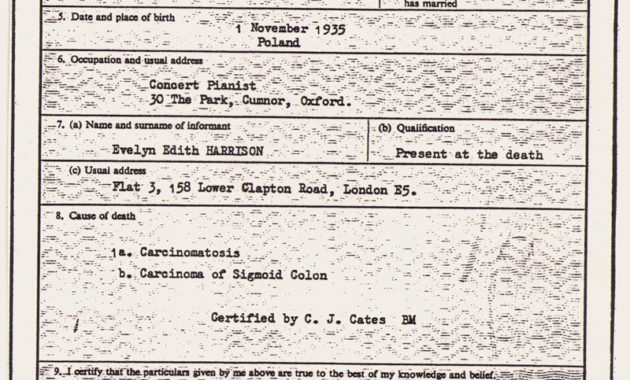 has married
5. Date and place of birth
1 November 1935
Poland
6. Occupation and usual address
Concert Pianist
30 The Park, Cumnor, Oxford.
7. (a) Name and surname of informant
(b) Qualification
Evelyn Edith HARRISON
Present at the death
(c) Usual address
Flat 3, 158 Lower Clapton Road, London E5.
8. Cause of death
1a. Carcinomatosis
b. Carcinoma of Sigmoid Colon
Certified by C. J. Cates BM
9. I certify that the particulars given by me above are true to the best of my knowledge and belief.